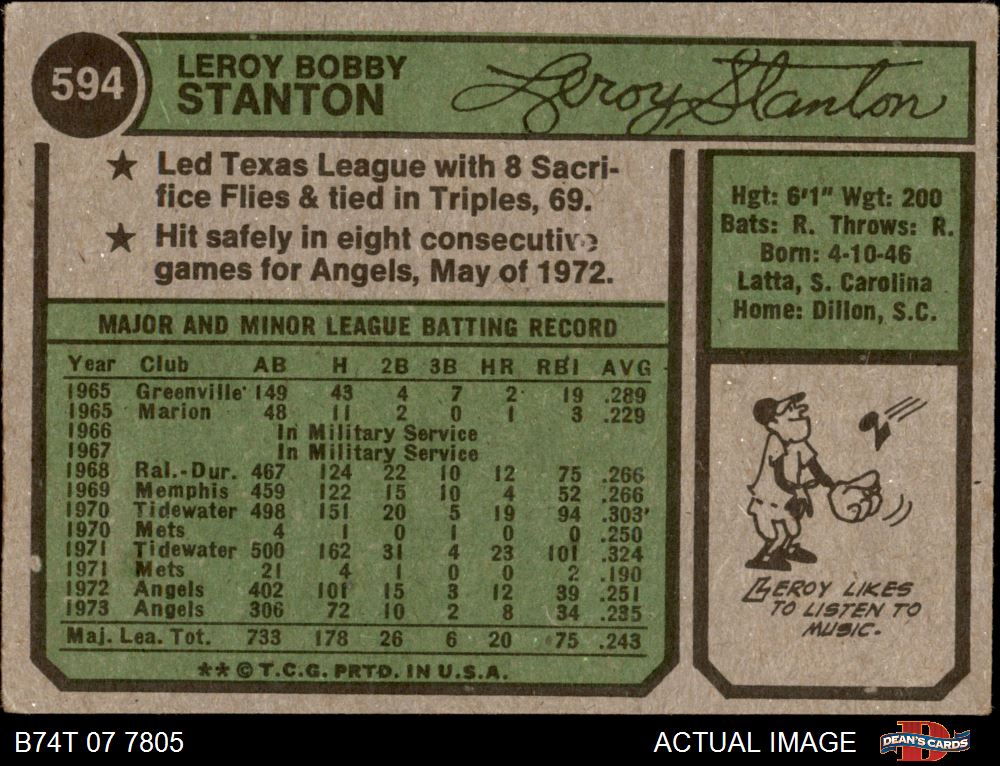 594
LEROY BOBBY
STANTON
Leroy Stanton
★ Led Texas League with 8 Sacri-
fice Flies & tied in Triples, 69.
★ Hit safely in eight consecutive
games for Angels, May of 1972.
Hgt: 6'1" Wgt: 200
Bats: R. Throws: R.
Born: 4-10-46
Latta, S. Carolina
Home: Dillon, S.C.
MAJOR AND MINOR LEAGUE BATTING RECORD
Year Club AB H 2B 3B HR RBI AVG
1965 Greenville 149 43 4 7 2 19 .289
1965 Marion 48 11 2 0 1 3 .229
1966 In Military Service
1967 In Military Service
1968 Ral.-Dur. 467 124 22 10 12 75 .266
1969 Memphis 459 122 15 10 4 52 .266
1970 Tidewater 498 151 20 5 19 94 .303
1970 Mets 4 1 0 1 0 0 .250
1971 Tidewater 500 162 31 4 23 101 .324
1971 Mets 21 4 1 0 0 2 .190
1972 Angels 402 101 15 3 12 39 .251
1973 Angels 306 72 10 2 8 34 .235
Maj. Lea. Tot. 733 178 26 6 20 75 .243
** © T.C.G. PRTD. IN U.S.A.
LEROY LIKES
TO LISTEN TO
MUSIC.
B74T 07 7805
ACTUAL IMAGE
DEAN'S CARDS